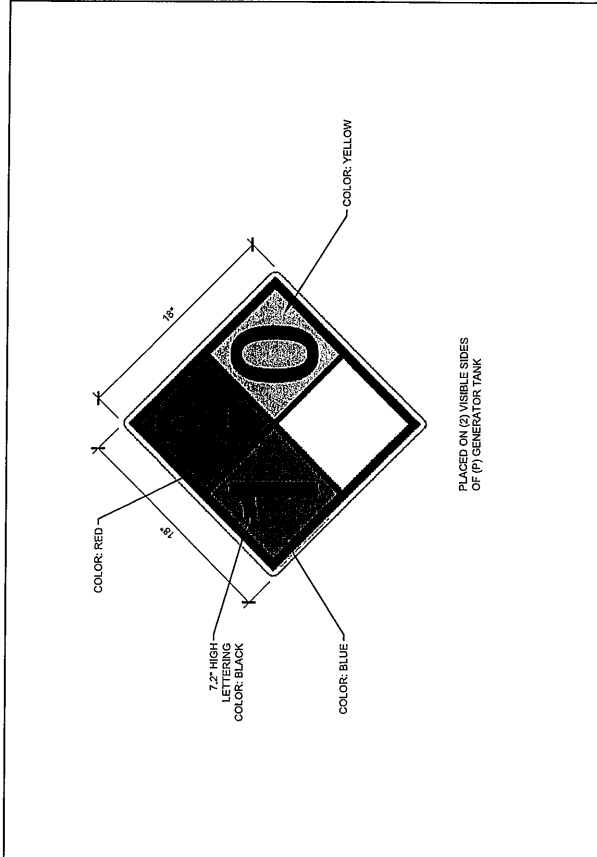 COLOR: RED
18"
18"
7.2" HIGH
LETTERING
COLOR: BLACK
COLOR: BLUE
1
0
COLOR: YELLOW
PLACED ON (2) VISIBLE SIDES
OF (P) GENERATOR TANK